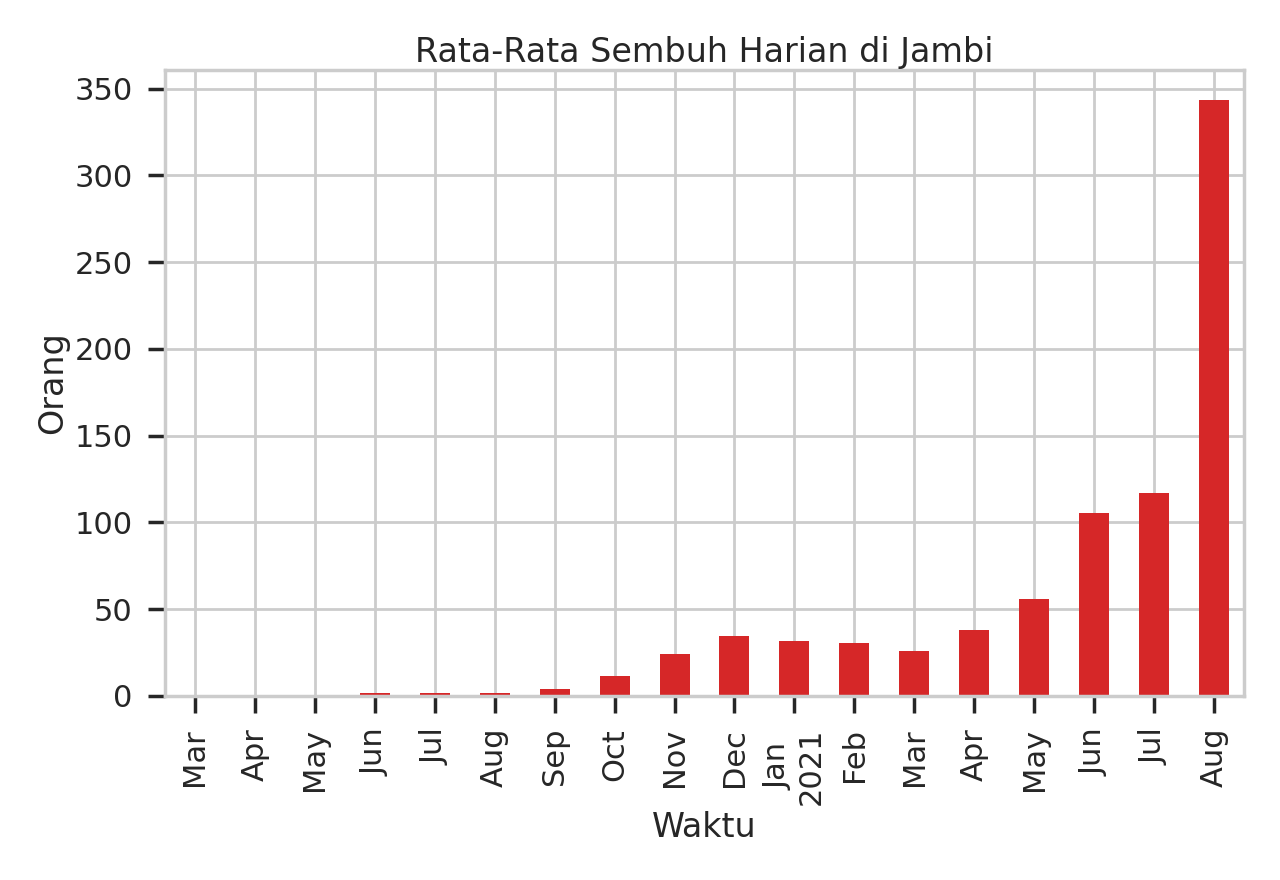 Rata-Rata Sembuh Harian di Jambi
350
300
250
200
150
100
50
0
Orang
Mar
Apr
May
Jun
Jul
Aug
Sep
Oct
Nov
Dec
Jan
2021
Feb
Mar
Apr
May
Jun
Jul
Aug
Waktu